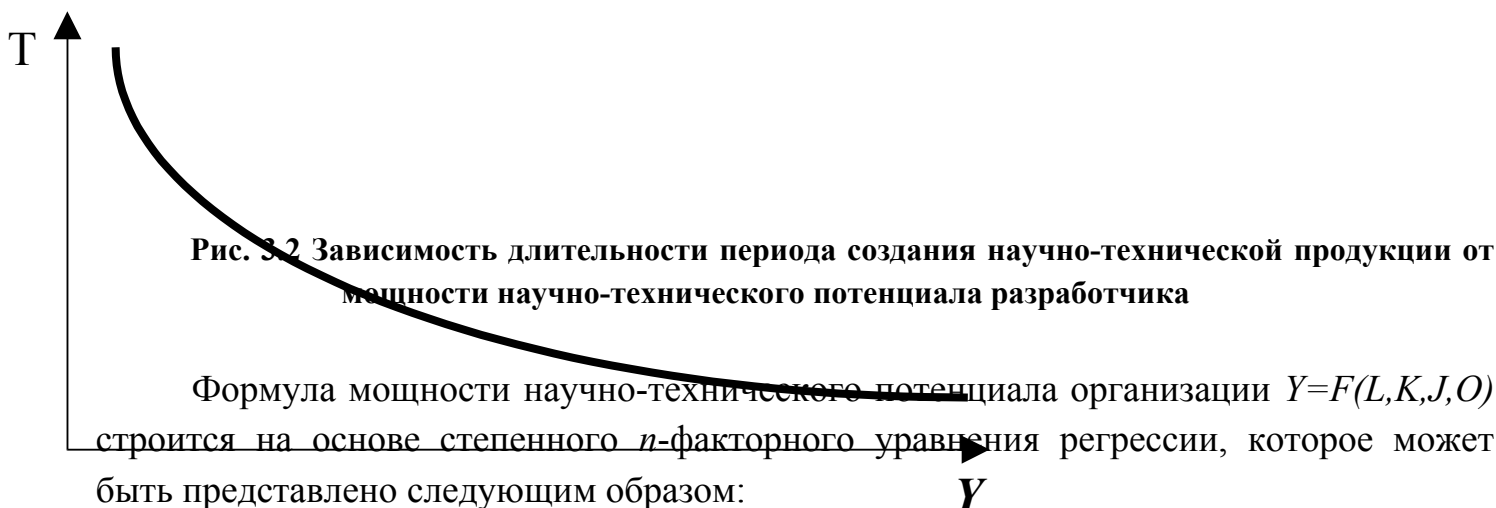 T
Рис. 3.2 Зависимость длительности периода создания научно-технической продукции от
мощности научно-технического потенциала разработчика
Формула мощности научно-технического потенциала организации Y=F(L,K,J,O)
строится на основе степенного n-факторного уравнения регрессии, которое может
быть представлено следующим образом:
Y